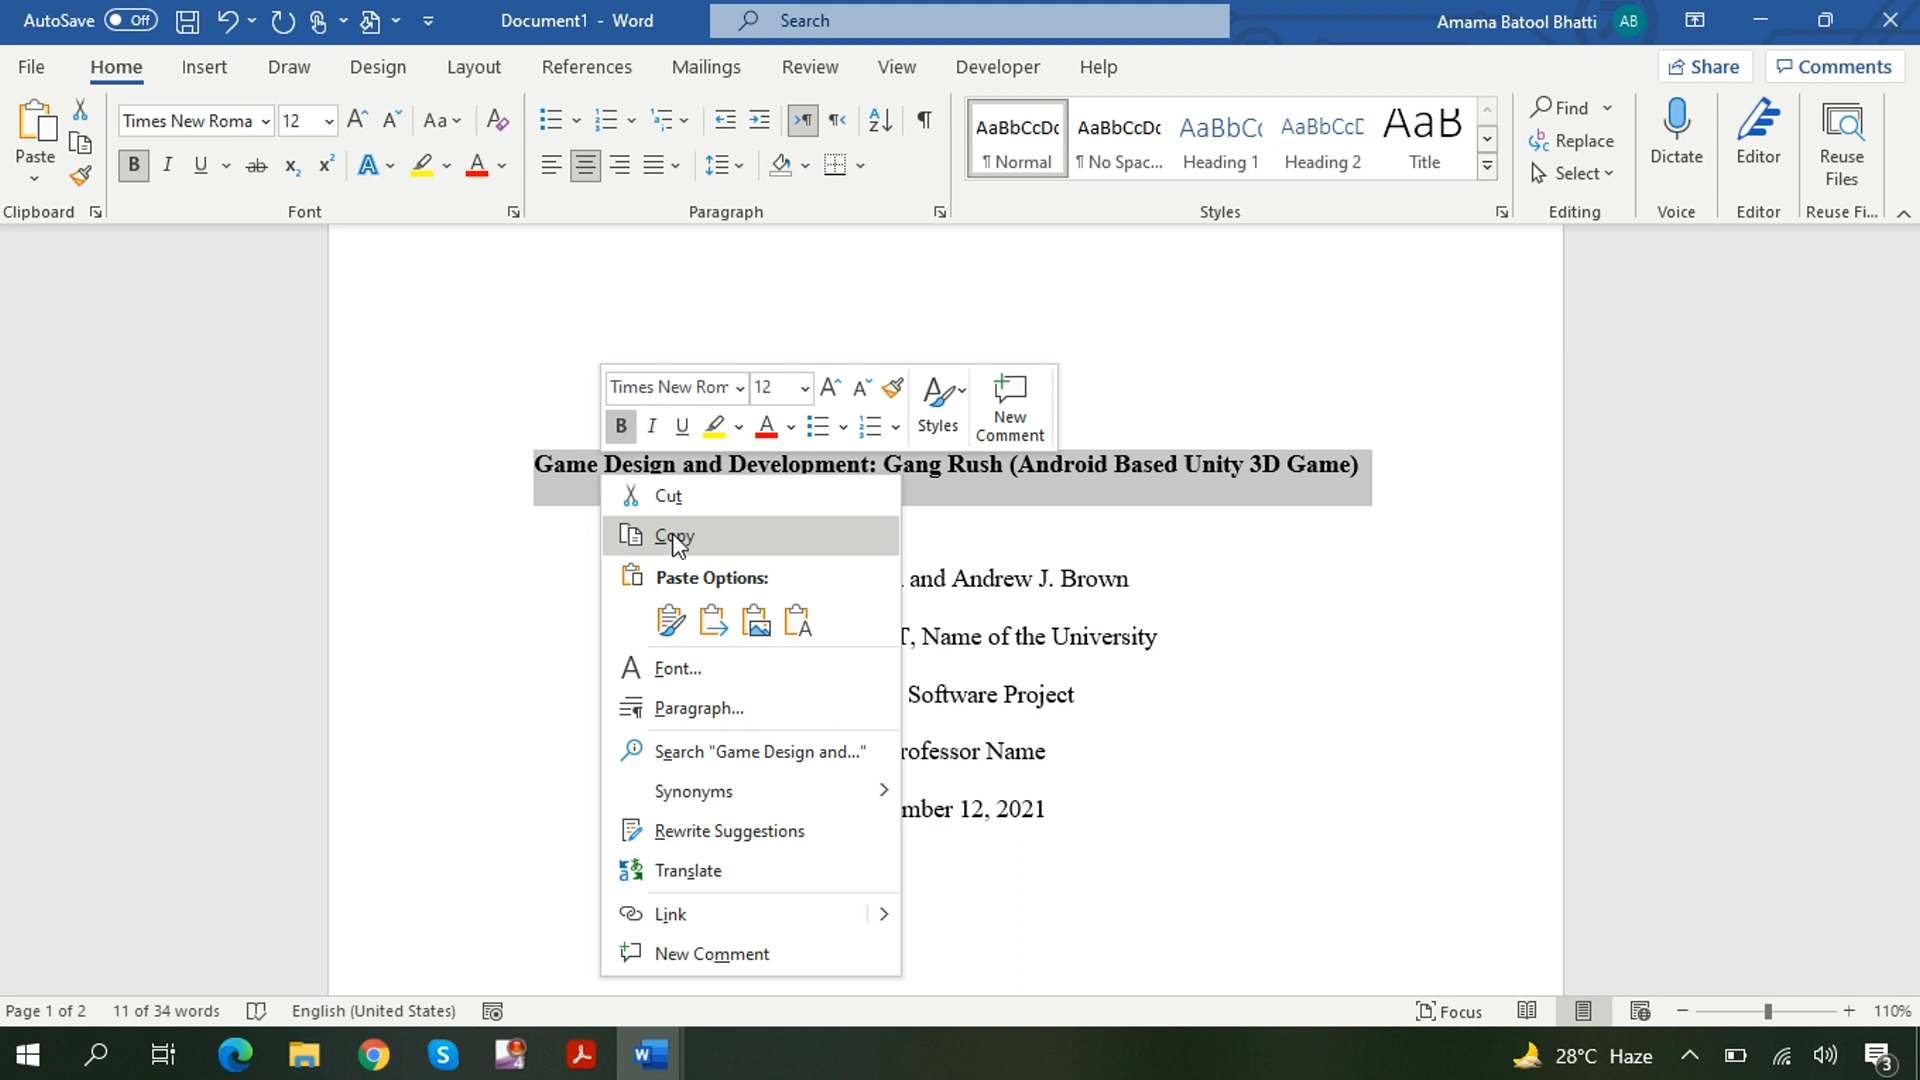 AutoSave Off Document1 - Word Search Amama Batool Bhatti AB
File Home Insert Draw Design Layout References Mailings Review View Developer Help Share Comments
Paste
Clipboard
Times New Roma 12 Aa
B I U ab x₂ x² A A
Font
Paragraph
AaBbCcDc AaBbCcDc AaBbCc AaBbCcD AaB
¶ Normal ¶ No Spac... Heading 1 Heading 2 Title
Styles
Find
Replace
Select
Editing
Dictate
Voice
Editor
Editor
Reuse Files
Reuse Fi...
Times New Rom 12
B I U A
Styles
New Comment
Game Design and Development: Gang Rush (Android Based Unity 3D Game)
Cut
Copy
Paste Options:
Font...
Paragraph...
Search "Game Design and..."
Synonyms
Rewrite Suggestions
Translate
Link
New Comment
and Andrew J. Brown
, Name of the University
Software Project
rofessor Name
mber 12, 2021
Page 1 of 2 11 of 34 words English (United States) Focus 110%
4 28°C Haze 3